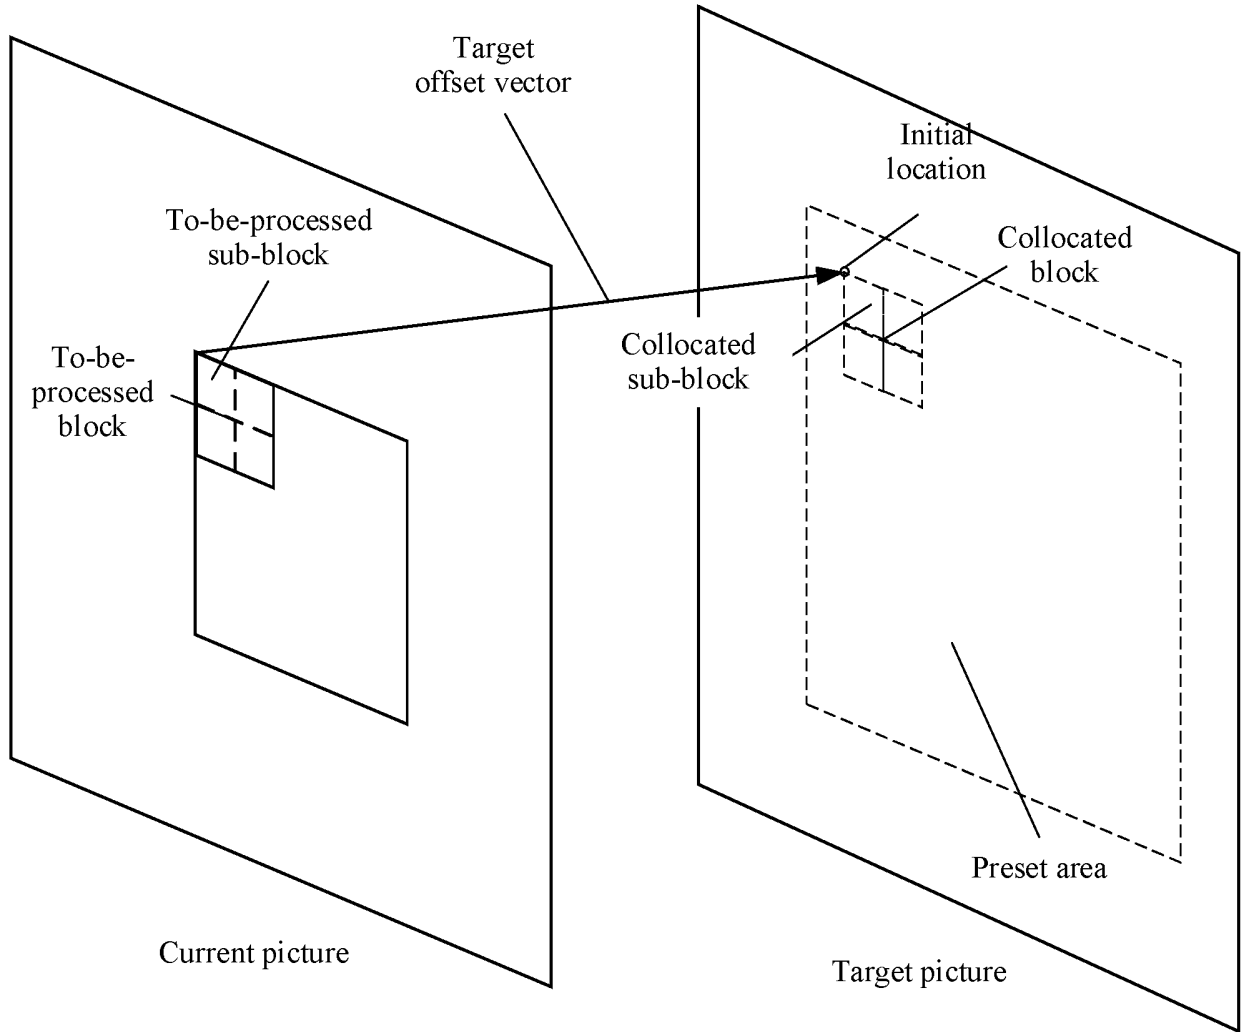 Target
offset vector
Initial
location
To-be-processed
sub-block
Collocated
block
To-be-
processed
block
Collocated
sub-block
Preset area
Current picture
Target picture